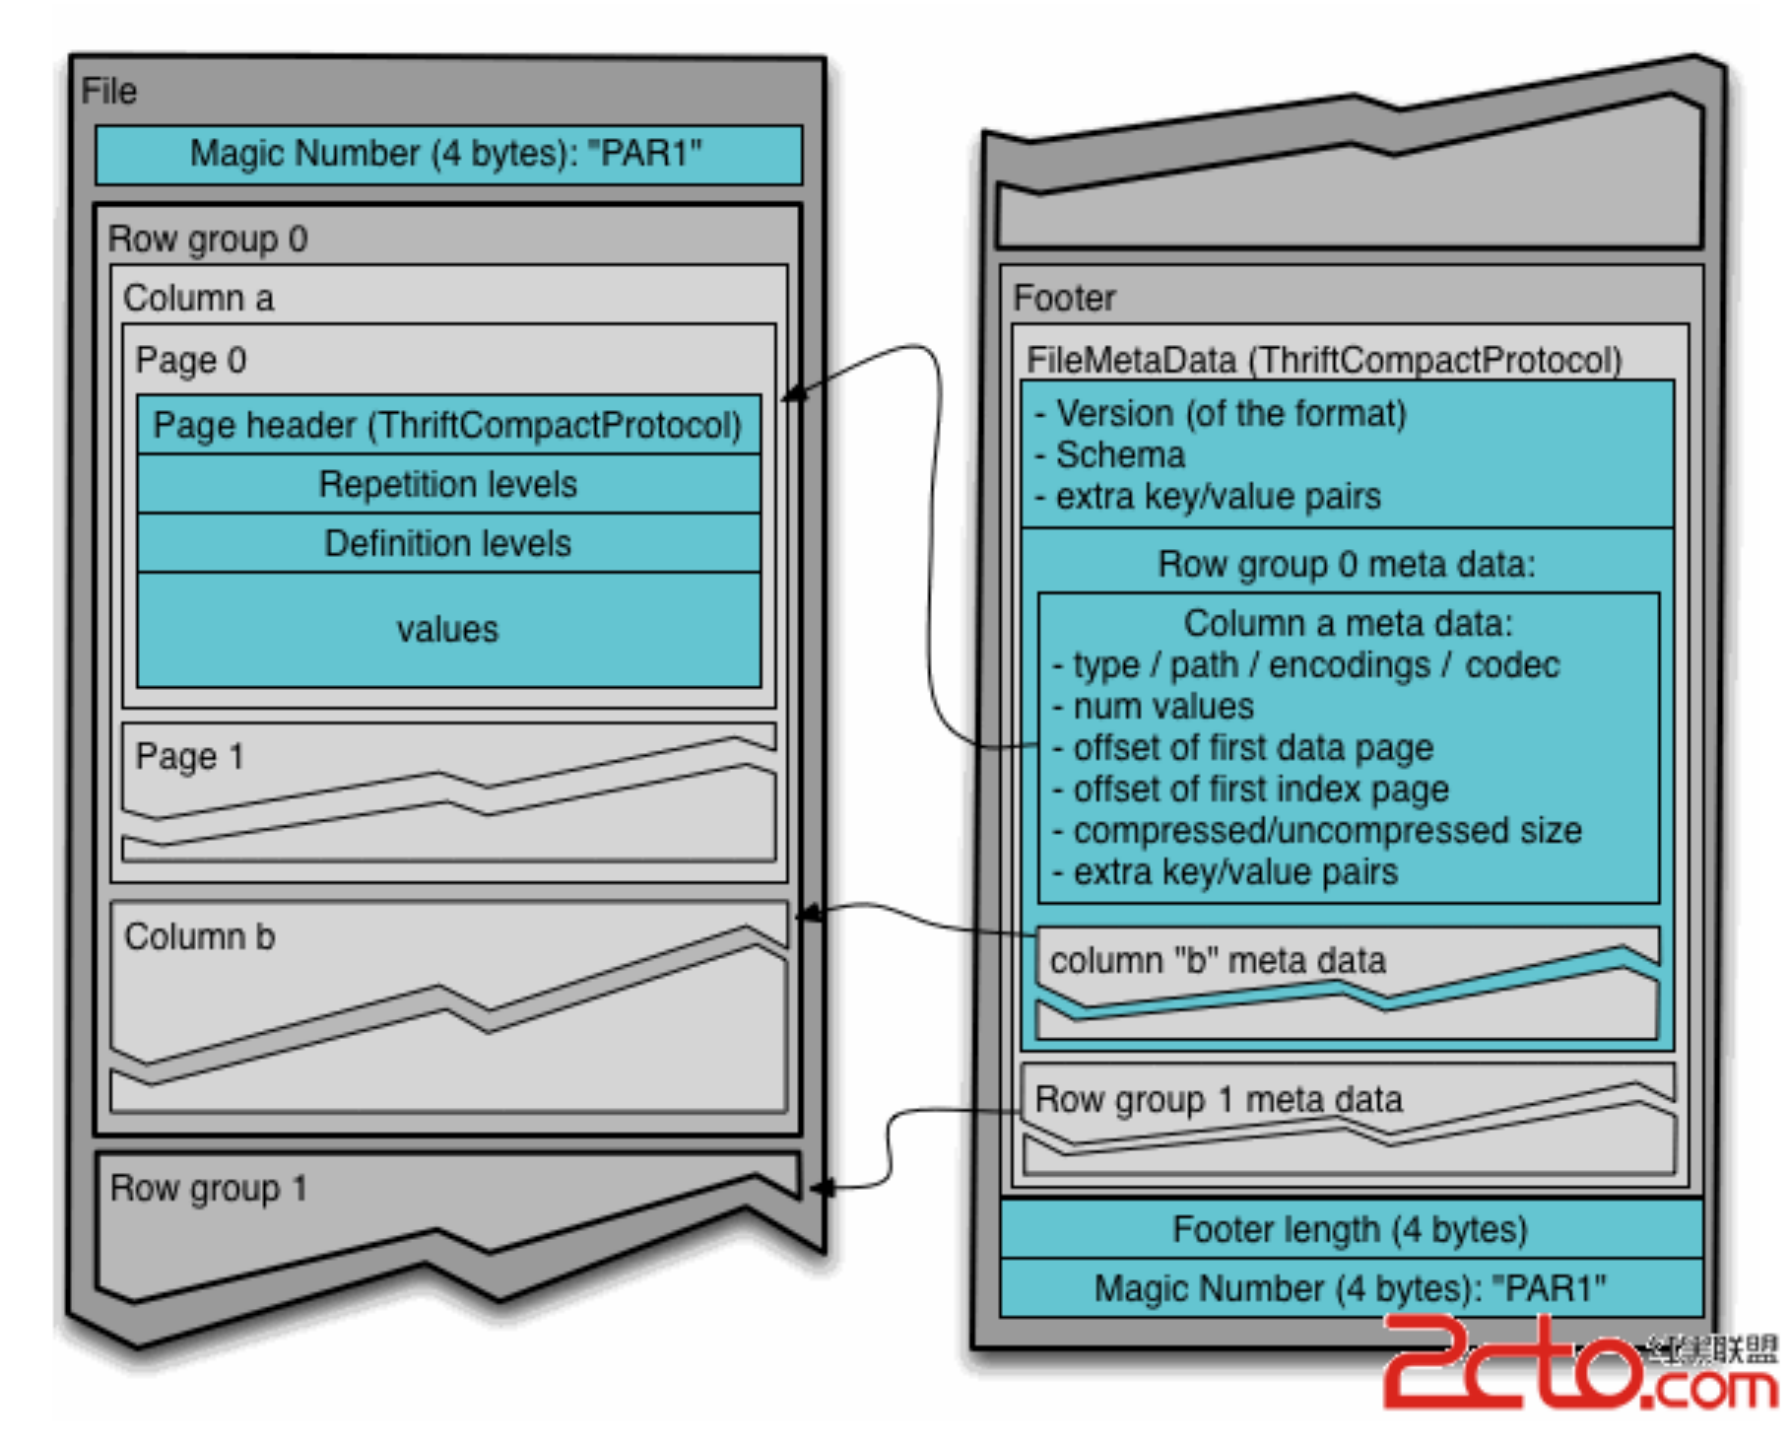 File
Magic Number (4 bytes): "PAR1"
Row group 0
Column a
Page 0
Page header (ThriftCompactProtocol)
Repetition levels
Definition levels
values
Page 1
Column b
Row group 1
Footer
FileMetaData (ThriftCompactProtocol)
- Version (of the format)
- Schema
- extra key/value pairs
Row group 0 meta data:
Column a meta data:
- type / path / encodings / codec
- num values
- offset of first data page
- offset of first index page
- compressed/uncompressed size
- extra key/value pairs
column "b" meta data
Row group 1 meta data
Footer length (4 bytes)
Magic Number (4 bytes): "PAR1"
2cto.com
红黑联盟